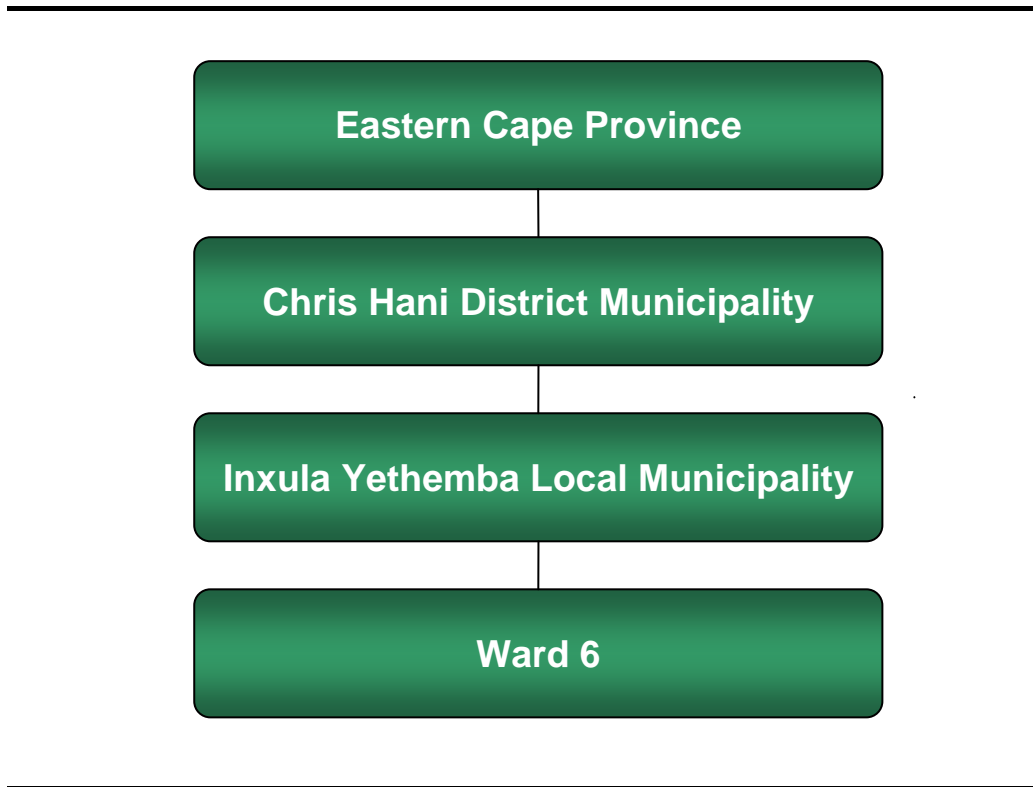 Eastern Cape Province
Chris Hani District Municipality
Inxula Yethemba Local Municipality
Ward 6